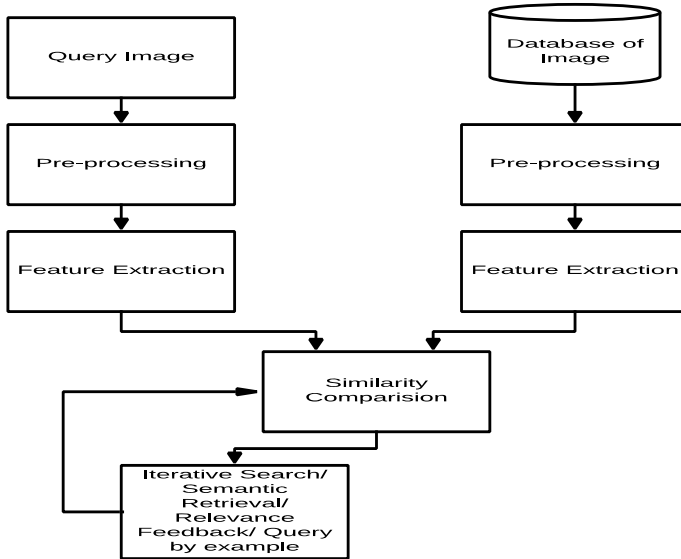 Query Image
Database of
Image
Pre-processing
Pre-processing
Feature Extraction
Feature Extraction
Similarity
Comparision
Iterative Search/
Semantic
Retrieval/
Relevance
Feedback/ Query
by example